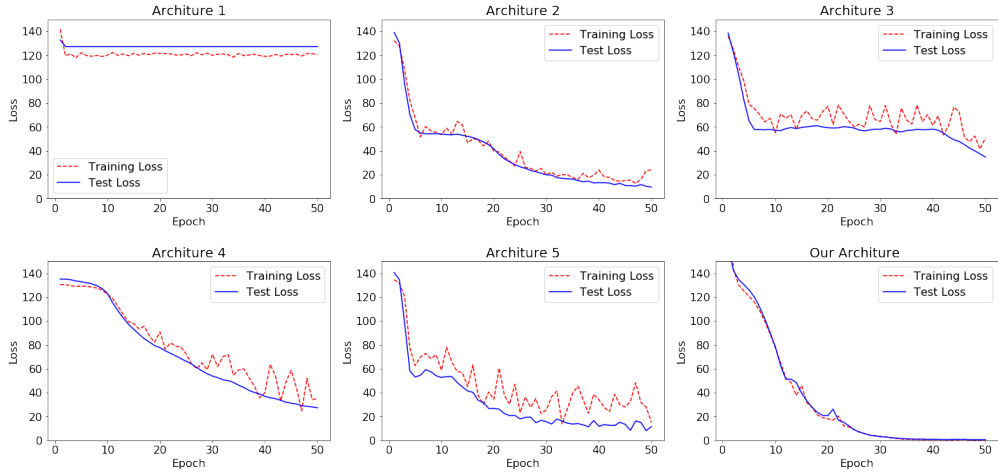 Architure 1
140
120
100
80
60
40
20
0
Loss
Training Loss
Test Loss
0 10 20 30 40 50
Epoch
Architure 2
140
120
100
80
60
40
20
0
Loss
Training Loss
Test Loss
0 10 20 30 40 50
Epoch
Architure 3
140
120
100
80
60
40
20
0
Loss
Training Loss
Test Loss
0 10 20 30 40 50
Epoch
Architure 4
140
120
100
80
60
40
20
0
Loss
Training Loss
Test Loss
0 10 20 30 40 50
Epoch
Architure 5
140
120
100
80
60
40
20
0
Loss
Training Loss
Test Loss
0 10 20 30 40 50
Epoch
Our Architure
140
120
100
80
60
40
20
0
Loss
Training Loss
Test Loss
0 10 20 30 40 50
Epoch